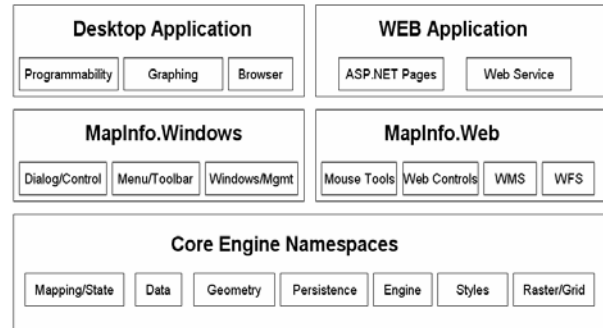 Desktop Application
Programmability Graphing Browser
WEB Application
ASP.NET Pages Web Service
MapInfo.Windows
Dialog/Control Menu/Toolbar Windows/Mgmt
MapInfo.Web
Mouse Tools Web Controls WMS WFS
Core Engine Namespaces
Mapping/State Data Geometry Persistence Engine Styles Raster/Grid